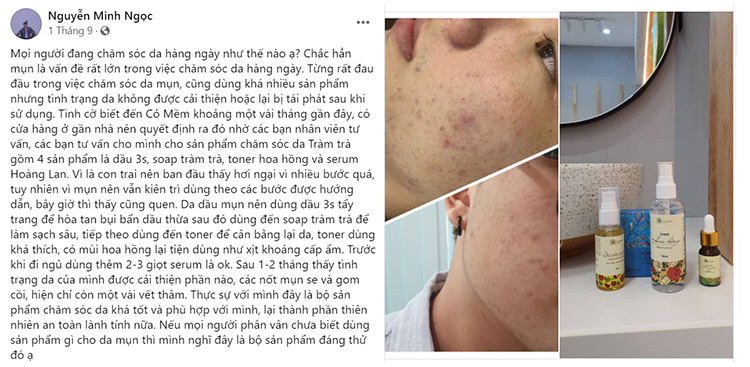 Nguyễn Minh Ngọc
1 Tháng 9 ·
Mọi người đang chăm sóc da hàng ngày như thế nào ạ? Chắc hẳn
mụn là vấn đề rất lớn trong việc chăm sóc da hàng ngày. Từng rất đau
đầu trong việc chăm sóc da mụn, cũng dùng khá nhiều sản phẩm
nhưng tình trạng da không được cải thiện hoặc lại bị tái phát sau khi
sử dụng. Tình cờ biết đến Cỏ Mềm khoảng một vài tháng gần đây, có
cửa hàng ở gần nhà nên quyết định ra đó nhờ các bạn nhân viên tư
vấn, các bạn tư vấn cho mình cho sản phẩm chăm sóc da Tràm trà
gồm 4 sản phẩm là dầu 3s, soap tràm trà, toner hoa hồng và serum
Hoàng Lan. Vì là con trai nên ban đầu thấy hơi ngại vì nhiều bước quá,
tuy nhiên vì mụn nên vẫn kiên trì dùng theo các bước được hướng
dẫn, bây giờ thì thấy cũng quen. Da dầu mụn nên dùng dầu 3s tẩy
trang để hòa tan bụi bẩn dầu thừa sau đó dùng đến soap tràm trà để
làm sạch sâu, tiếp theo dùng đến toner để cân bằng lại da, toner dùng
khá thích, có mùi hoa hồng lại tiện dùng như xịt khoáng cấp ẩm. Trước
khi đi ngủ dùng thêm 2-3 giọt serum là ok. Sau 1-2 tháng thấy tình
trạng da của mình được cải thiện phần nào, các nốt mụn se và gom
còi, hiện chỉ còn một vài vết thâm. Thực sự với mình đây là bộ sản
phẩm chăm sóc da khá tốt và phù hợp với mình, lại thành phần thiên
nhiên an toàn lành tính nữa. Nếu mọi người phân vân chưa biết dùng
sản phẩm gì cho da mụn thì mình nghĩ đây là bộ sản phẩm đáng thử
đó ạ
TONER